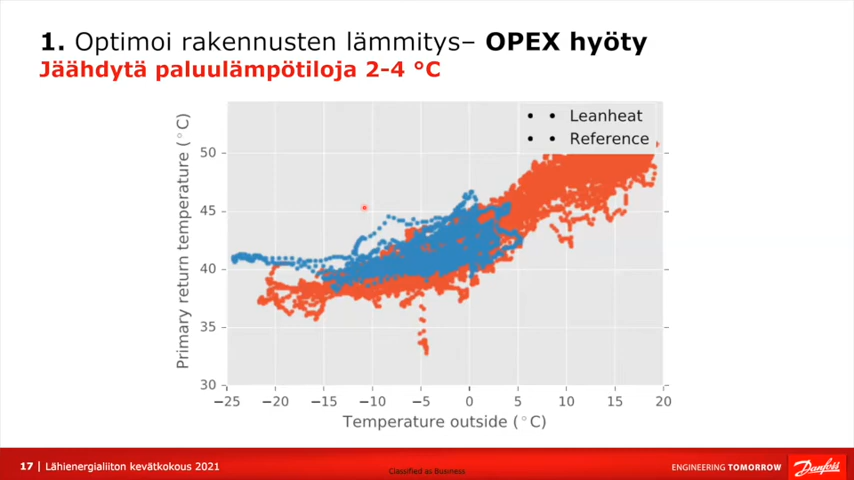 1. Optimoi rakennusten lämmitys– OPEX hyöty
Jäähdytä paluulämpötiloja 2-4 °C
Leanheat
Reference
Primary return temperature (°C)
50
45
40
35
30
−25 −20 −15 −10 −5 0 5 10 15 20
Temperature outside (°C)
17 | Lähienergialiiton kevätkokous 2021
Classified as Business
ENGINEERING TOMORROW
Danfoss